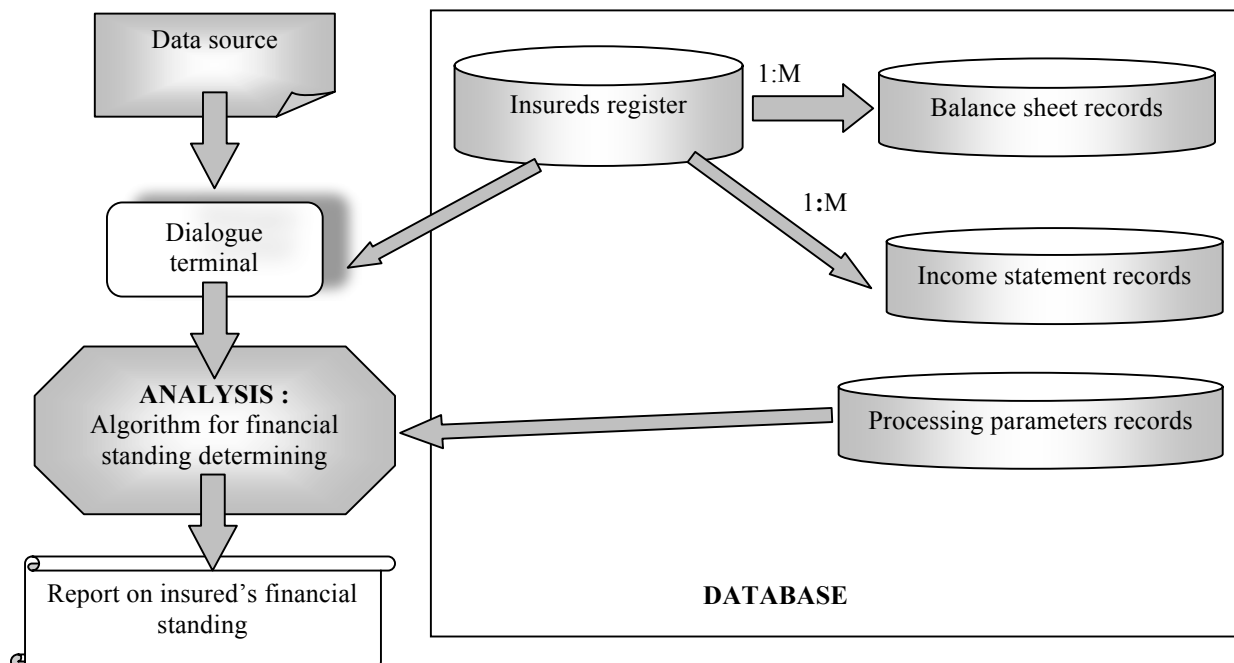 Data source
Dialogue
terminal
ANALYSIS :
Algorithm for financial
standing determining
Report on insured’s financial
standing
Insureds register
1:M
Balance sheet records
1:M
Income statement records
Processing parameters records
DATABASE